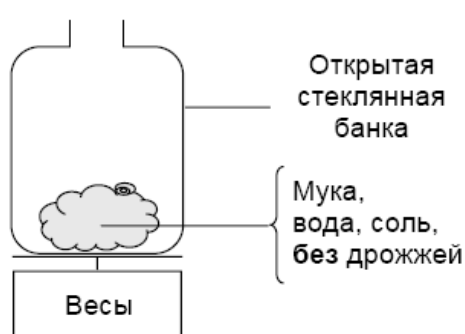 Открытая
стеклянная
банка
Мука,
вода, соль,
без дрожжей
Весы